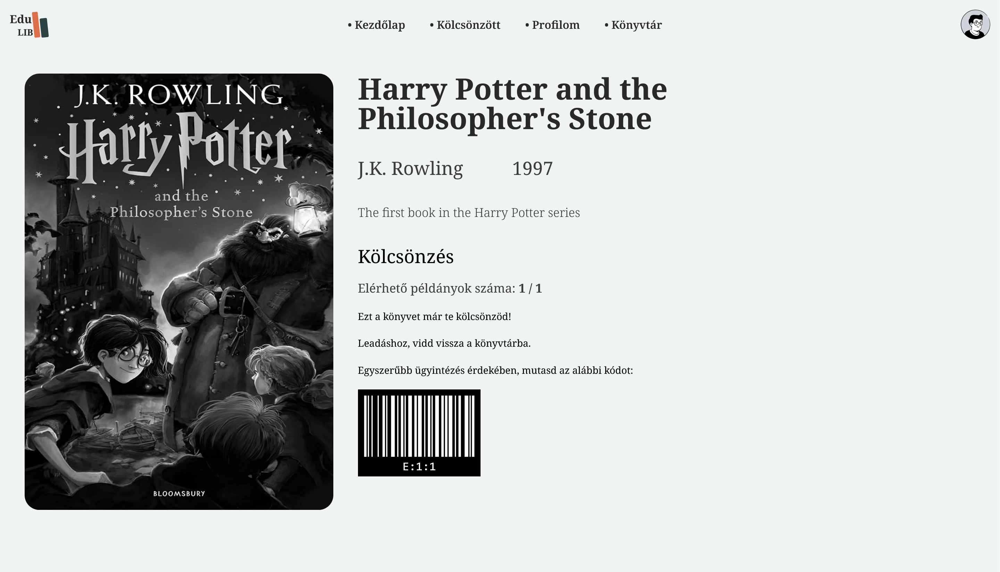 Edu
LIB
• Kezdőlap
• Kölcsönzött
• Profilom
• Könyvtár
J.K. ROWLING
Harry Potter
and the
Philosopher’s Stone
BLOOMSBURY
Harry Potter and the
Philosopher's Stone
J.K. Rowling 1997
The first book in the Harry Potter series
Kölcsönzés
Elérhető példányok száma: 1 / 1
Ezt a könyvet már te kölcsönzöd!
Leadáshoz, vidd vissza a könyvtárba.
Egyszerűbb ügyintézés érdekében, mutasd az alábbi kódot:
E:1:1